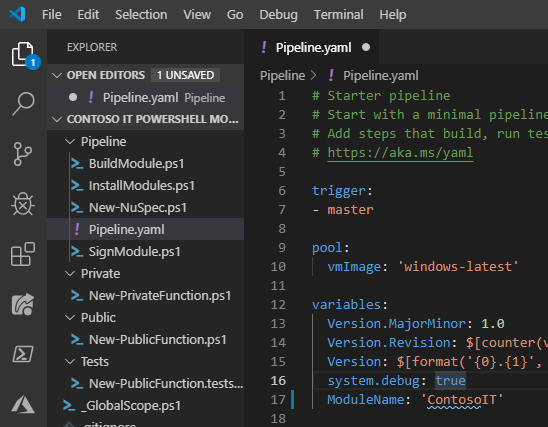 File Edit View Go Debug Terminal Help
EXPLORER
OPEN EDITORS 1 UNSAVED
Pipeline.yaml Pipeline
CONTOSO IT POWERSHELL MO...
Pipeline
BuildModule.ps1
InstallModules.ps1
New-NuSpec.ps1
Pipeline.yaml
SignModule.ps1
Private
New-PrivateFunction.ps1
Public
New-PublicFunction.ps1
Tests
New-PublicFunction.tests...
_GlobalScope.ps1
.gitignore
1
Pipeline.yaml
Pipeline > Pipeline.yaml
1 # Starter pipeline
2 # Start with a minimal pipeline
3 # Add steps that build, run tes
4 # https://aka.ms/yaml
5
6 trigger:
7 - master
8
9 pool:
10 vmImage: 'windows-latest'
11
12 variables:
13 Version.MajorMinor: 1.0
14 Version.Revision: $[counter(v
15 Version: $[format('{0}.{1}',
16 system.debug: true
17 ModuleName: 'ContosoIT'
18